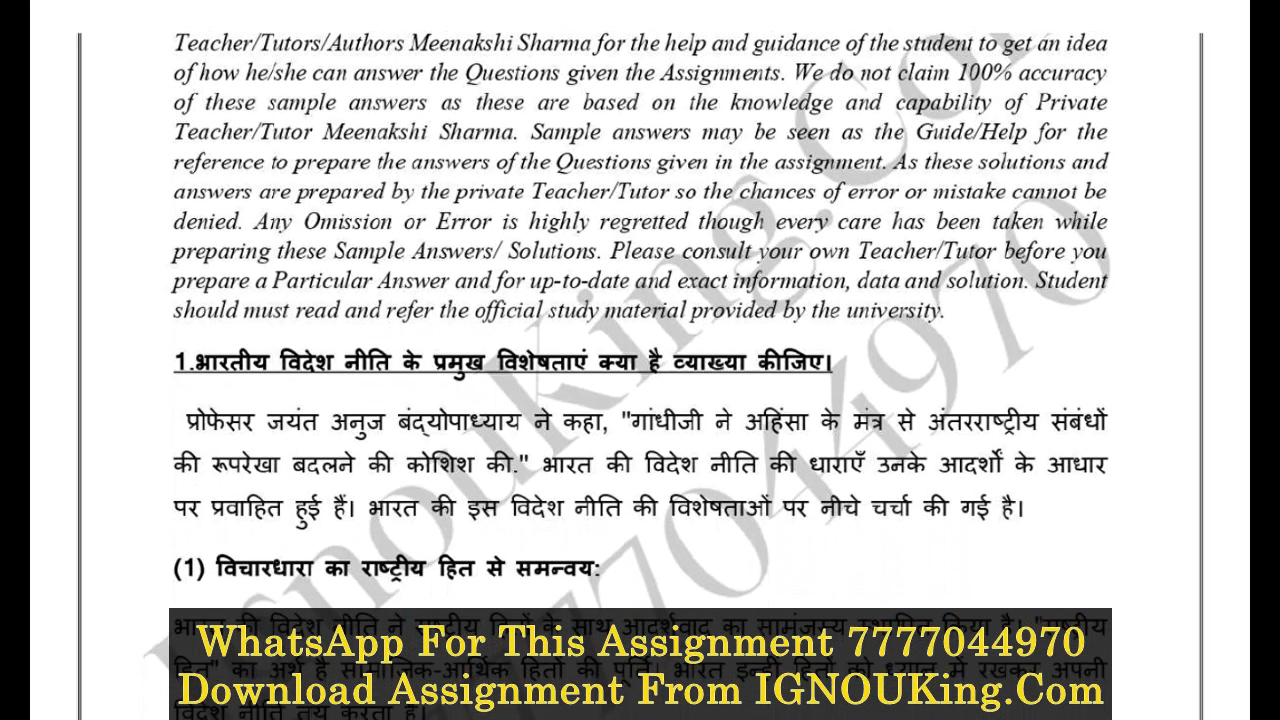 Teacher/Tutors/Authors Meenakshi Sharma for the help and guidance of the student to get an idea
of how he/she can answer the Questions given the Assignments. We do not claim 100% accuracy
of these sample answers as these are based on the knowledge and capability of Private
Teacher/Tutor Meenakshi Sharma. Sample answers may be seen as the Guide/Help for the
reference to prepare the answers of the Questions given in the assignment. As these solutions and
answers are prepared by the private Teacher/Tutor so the chances of error or mistake cannot be
denied. Any Omission or Error is highly regretted though every care has been taken while
preparing these Sample Answers/ Solutions. Please consult your own Teacher/Tutor before you
prepare a Particular Answer and for up-to-date and exact information, data and solution. Student
should must read and refer the official study material provided by the university.
1.भारतीय विदेश नीति के प्रमुख विशेषताएं क्या है व्याख्या कीजिए।
प्रोफेसर जयंत अनुज बंद्योपाध्याय ने कहा, "गांधीजी ने अहिंसा के मंत्र से अंतरराष्ट्रीय संबंधों
की रूपरेखा बदलने की कोशिश की." भारत की विदेश नीति की धाराएँ उनके आदर्शों के आधार
पर प्रवाहित हुई हैं। भारत की इस विदेश नीति की विशेषताओं पर नीचे चर्चा की गई है।
(1) विचारधारा का राष्ट्रीय हित से समन्वय:
WhatsApp For This Assignment 7777044970
Download Assignment From IGNOUKing.Com